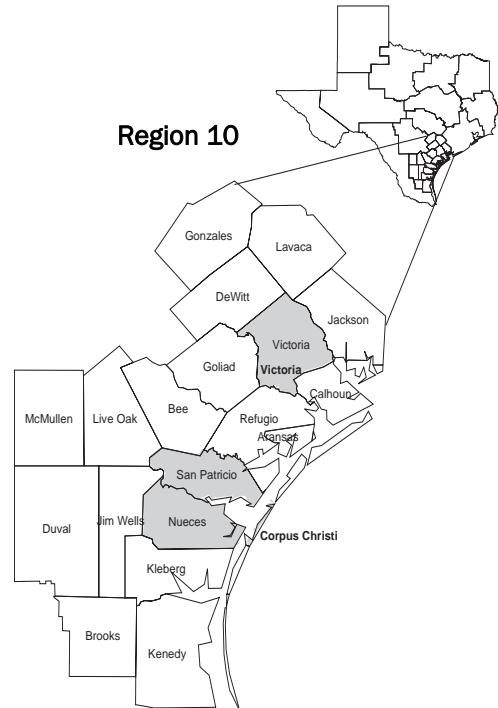 Region 10
Gonzales
Lavaca
DeWitt
Jackson
Victoria
Goliad
Victoria
Calhoun
Bee
McMullen
Live Oak
Refugio
Aransas
San Patricio
Duval
Jim Wells
Nueces
Corpus Christi
Kleberg
Brooks
Kenedy